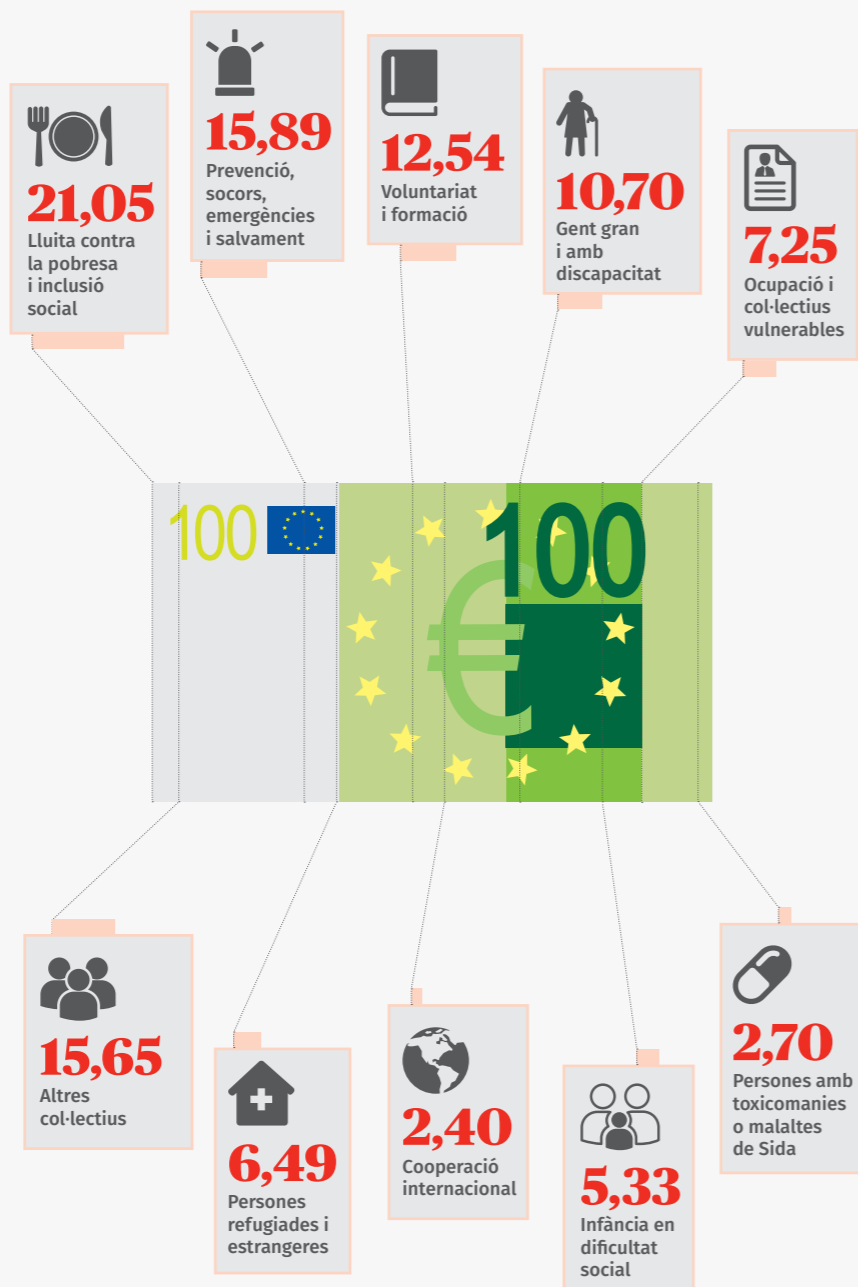 21,05
Lluita contra
la pobresa
i inclusió
social
15,89
Prevenció,
socors,
emergències
i salvament
12,54
Voluntariat
i formació
10,70
Gent gran
i amb
discapacitat
7,25
Ocupació i
col·lectius
vulnerables
100
100
€
15,65
Altres
col·lectius
6,49
Persones
refugiades i
estrangeres
2,40
Cooperació
internacional
5,33
Infància en
dificultat
social
2,70
Persones amb
toxicomanies
o malaltes
de Sida